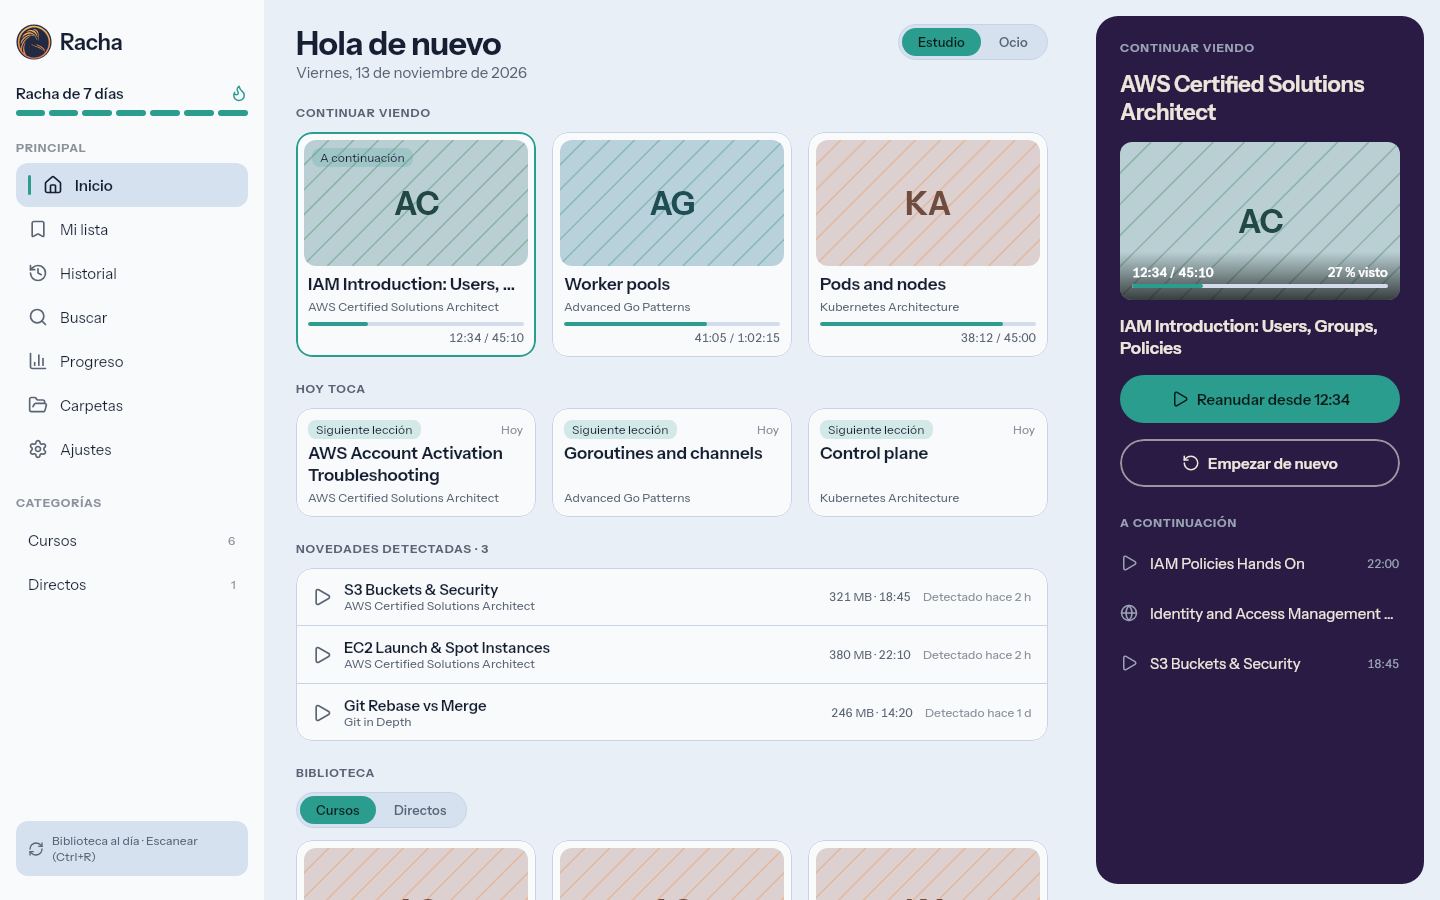 Racha
Racha de 7 días
PRINCIPAL
Inicio
Mi lista
Historial
Buscar
Progreso
Carpetas
Ajustes
CATEGORÍAS
Cursos 6
Directos 1
Biblioteca al día · Escanear
(Ctrl+R)
Hola de nuevo
Viernes, 13 de noviembre de 2026
Estudio Ocio
CONTINUAR VIENDO
A continuación
AC
IAM Introduction: Users, ...
AWS Certified Solutions Architect
12:34 / 45:10
AG
Worker pools
Advanced Go Patterns
41:05 / 1:02:15
KA
Pods and nodes
Kubernetes Architecture
38:12 / 45:00
HOY TOCA
Siguiente lección Hoy
AWS Account Activation
Troubleshooting
AWS Certified Solutions Architect
Siguiente lección Hoy
Goroutines and channels
Advanced Go Patterns
Siguiente lección Hoy
Control plane
Kubernetes Architecture
NOVEDADES DETECTADAS · 3
S3 Buckets & Security
AWS Certified Solutions Architect
321 MB · 18:45 Detectado hace 2 h
EC2 Launch & Spot Instances
AWS Certified Solutions Architect
380 MB · 22:10 Detectado hace 2 h
Git Rebase vs Merge
Git in Depth
246 MB · 14:20 Detectado hace 1 d
BIBLIOTECA
Cursos Directos
CONTINUAR VIENDO
AWS Certified Solutions
Architect
AC
12:34 / 45:10 27 % visto
IAM Introduction: Users, Groups,
Policies
Reanudar desde 12:34
Empezar de nuevo
A CONTINUACIÓN
IAM Policies Hands On 22:00
Identity and Access Management ...
S3 Buckets & Security 18:45